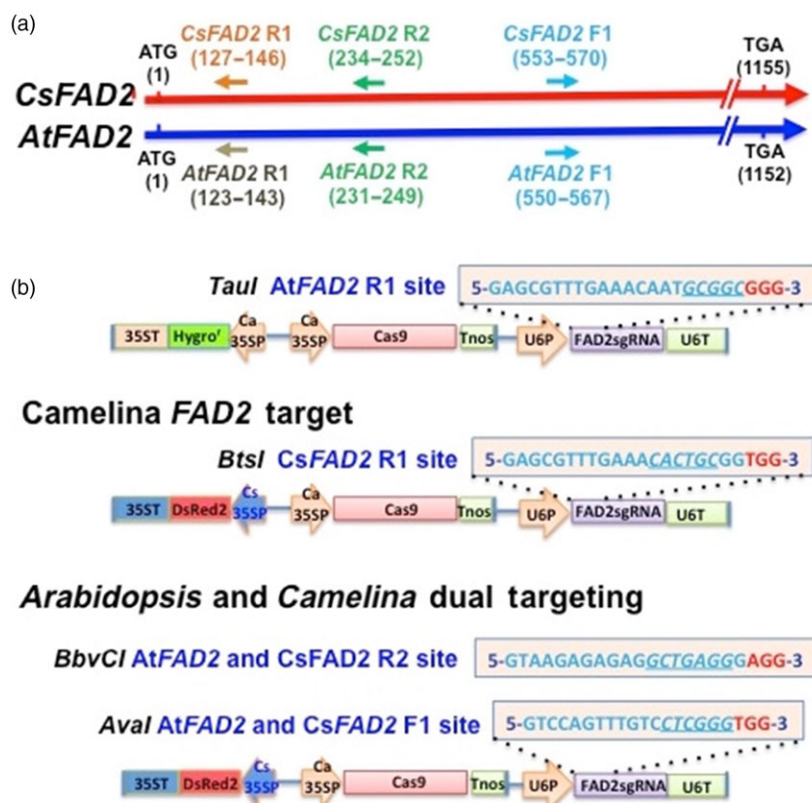 (a)
CsFAD2 R1 CsFAD2 R2 CsFAD2 F1
ATG (127–146) (234–252) (553–570) TGA
(1) (1155)
CsFAD2
AtFAD2
ATG AtFAD2 R1 AtFAD2 R2 AtFAD2 F1 TGA
(1) (123–143) (231–249) (550–567) (1152)
(b)
TauI AtFAD2 R1 site 5-GAGCGTTTGAAACAATGCGGCGGG-3
35ST Hygroʳ Ca 35SP Ca 35SP Cas9 Tnos U6P FAD2sgRNA U6T
Camelina FAD2 target
BtsI CsFAD2 R1 site 5-GAGCGTTTGAAACACTGCGGTGG-3
35ST DsRed2 Cs 35SP Ca 35SP Cas9 Tnos U6P FAD2sgRNA U6T
Arabidopsis and Camelina dual targeting
BbvCI AtFAD2 and CsFAD2 R2 site 5-GTAAGAGAGAGGCTGAGGGAGG-3
AvaI AtFAD2 and CsFAD2 F1 site 5-GTCCAGTTTGTCCTCGGGTGG-3
35ST DsRed2 Cs 35SP Ca 35SP Cas9 Tnos U6P FAD2sgRNA U6T